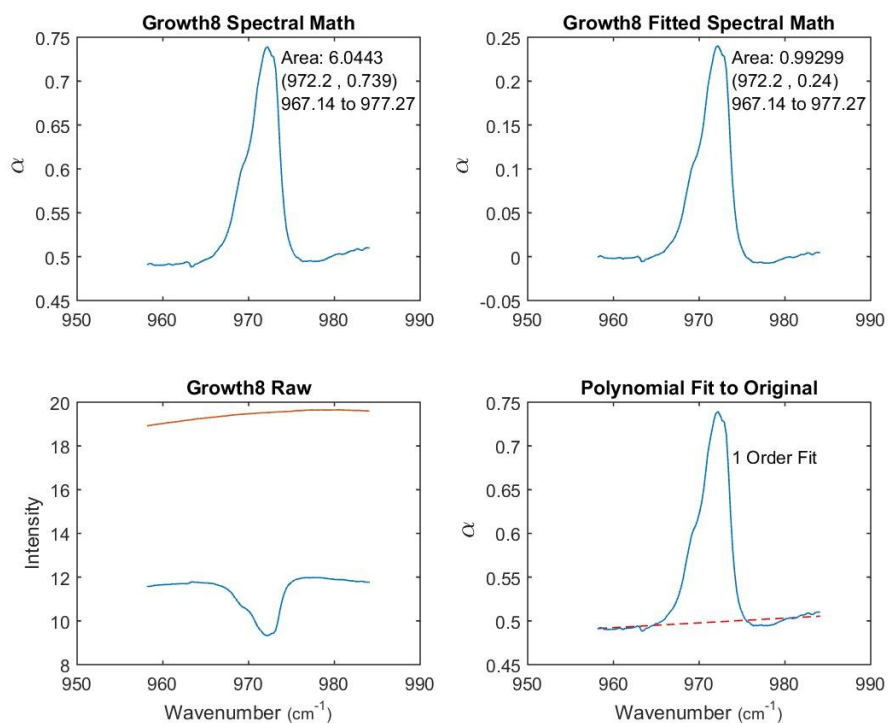 Growth8 Spectral Math
0.75
0.7
0.65
0.6
0.55
0.5
0.45
α
950
960
970
980
990
Area: 6.0443
(972.2 , 0.739)
967.14 to 977.27
Growth8 Fitted Spectral Math
0.25
0.2
0.15
0.1
0.05
0
-0.05
α
950
960
970
980
990
Area: 0.99299
(972.2 , 0.24)
967.14 to 977.27
Growth8 Raw
20
18
16
14
12
10
8
Intensity
950
960
970
980
990
Wavenumber (cm⁻¹)
Polynomial Fit to Original
0.75
0.7
0.65
0.6
0.55
0.5
0.45
α
1 Order Fit
950
960
970
980
990
Wavenumber (cm⁻¹)